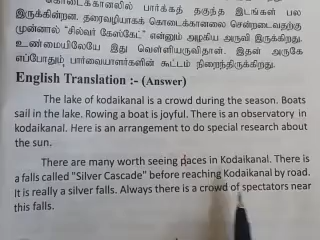 கொடைக்கானலில் பார்க்கத் தகுந்த இடங்கள் பல
இருக்கின்றன. தரைவழியாகக் கொடைக்கானலை சென்றடைவதற்கு
முன்னால் "சில்வர் கேஸ்கேட்" என்னும் அழகிய அருவி இருக்கிறது.
உண்மையிலேயே இது வெள்ளியருவிதான். இதன் அருகே
எப்போதும் பார்வையாளர்களின் கூட்டம் நிறைந்திருக்கிறது.
English Translation :- (Answer)
The lake of kodaikanal is a crowd during the season. Boats
sail in the lake. Rowing a boat is joyful. There is an observatory in
kodaikanal. Here is an arrangement to do special research about
the sun.
There are many worth seeing paces in Kodaikanal. There is
a falls called "Silver Cascade" before reaching Kodaikanal by road.
It is really a silver falls. Always there is a crowd of spectators near
this falls.